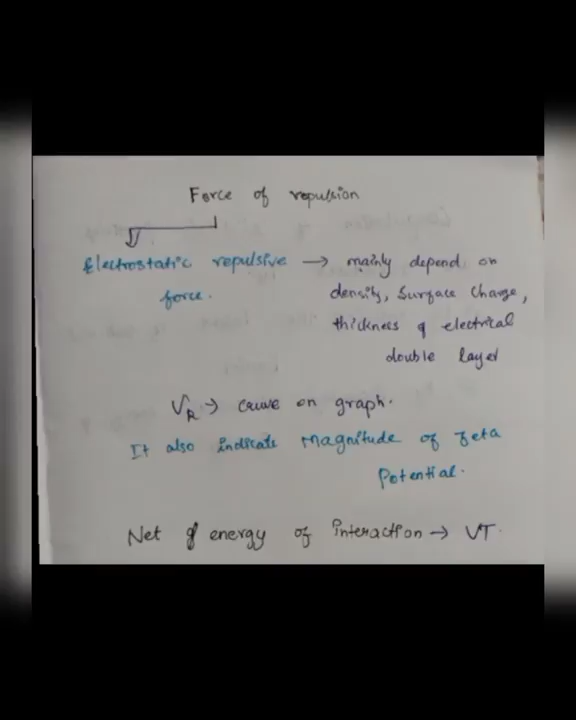 Force of repulsion
Electrostatic repulsive → mainly depend on
force. density, Surface Charge,
thickness of electrical
double layer
VR → curve on graph.
It also indicate Magnitude of Zeta
Potential.
Net energy of interaction → VT.